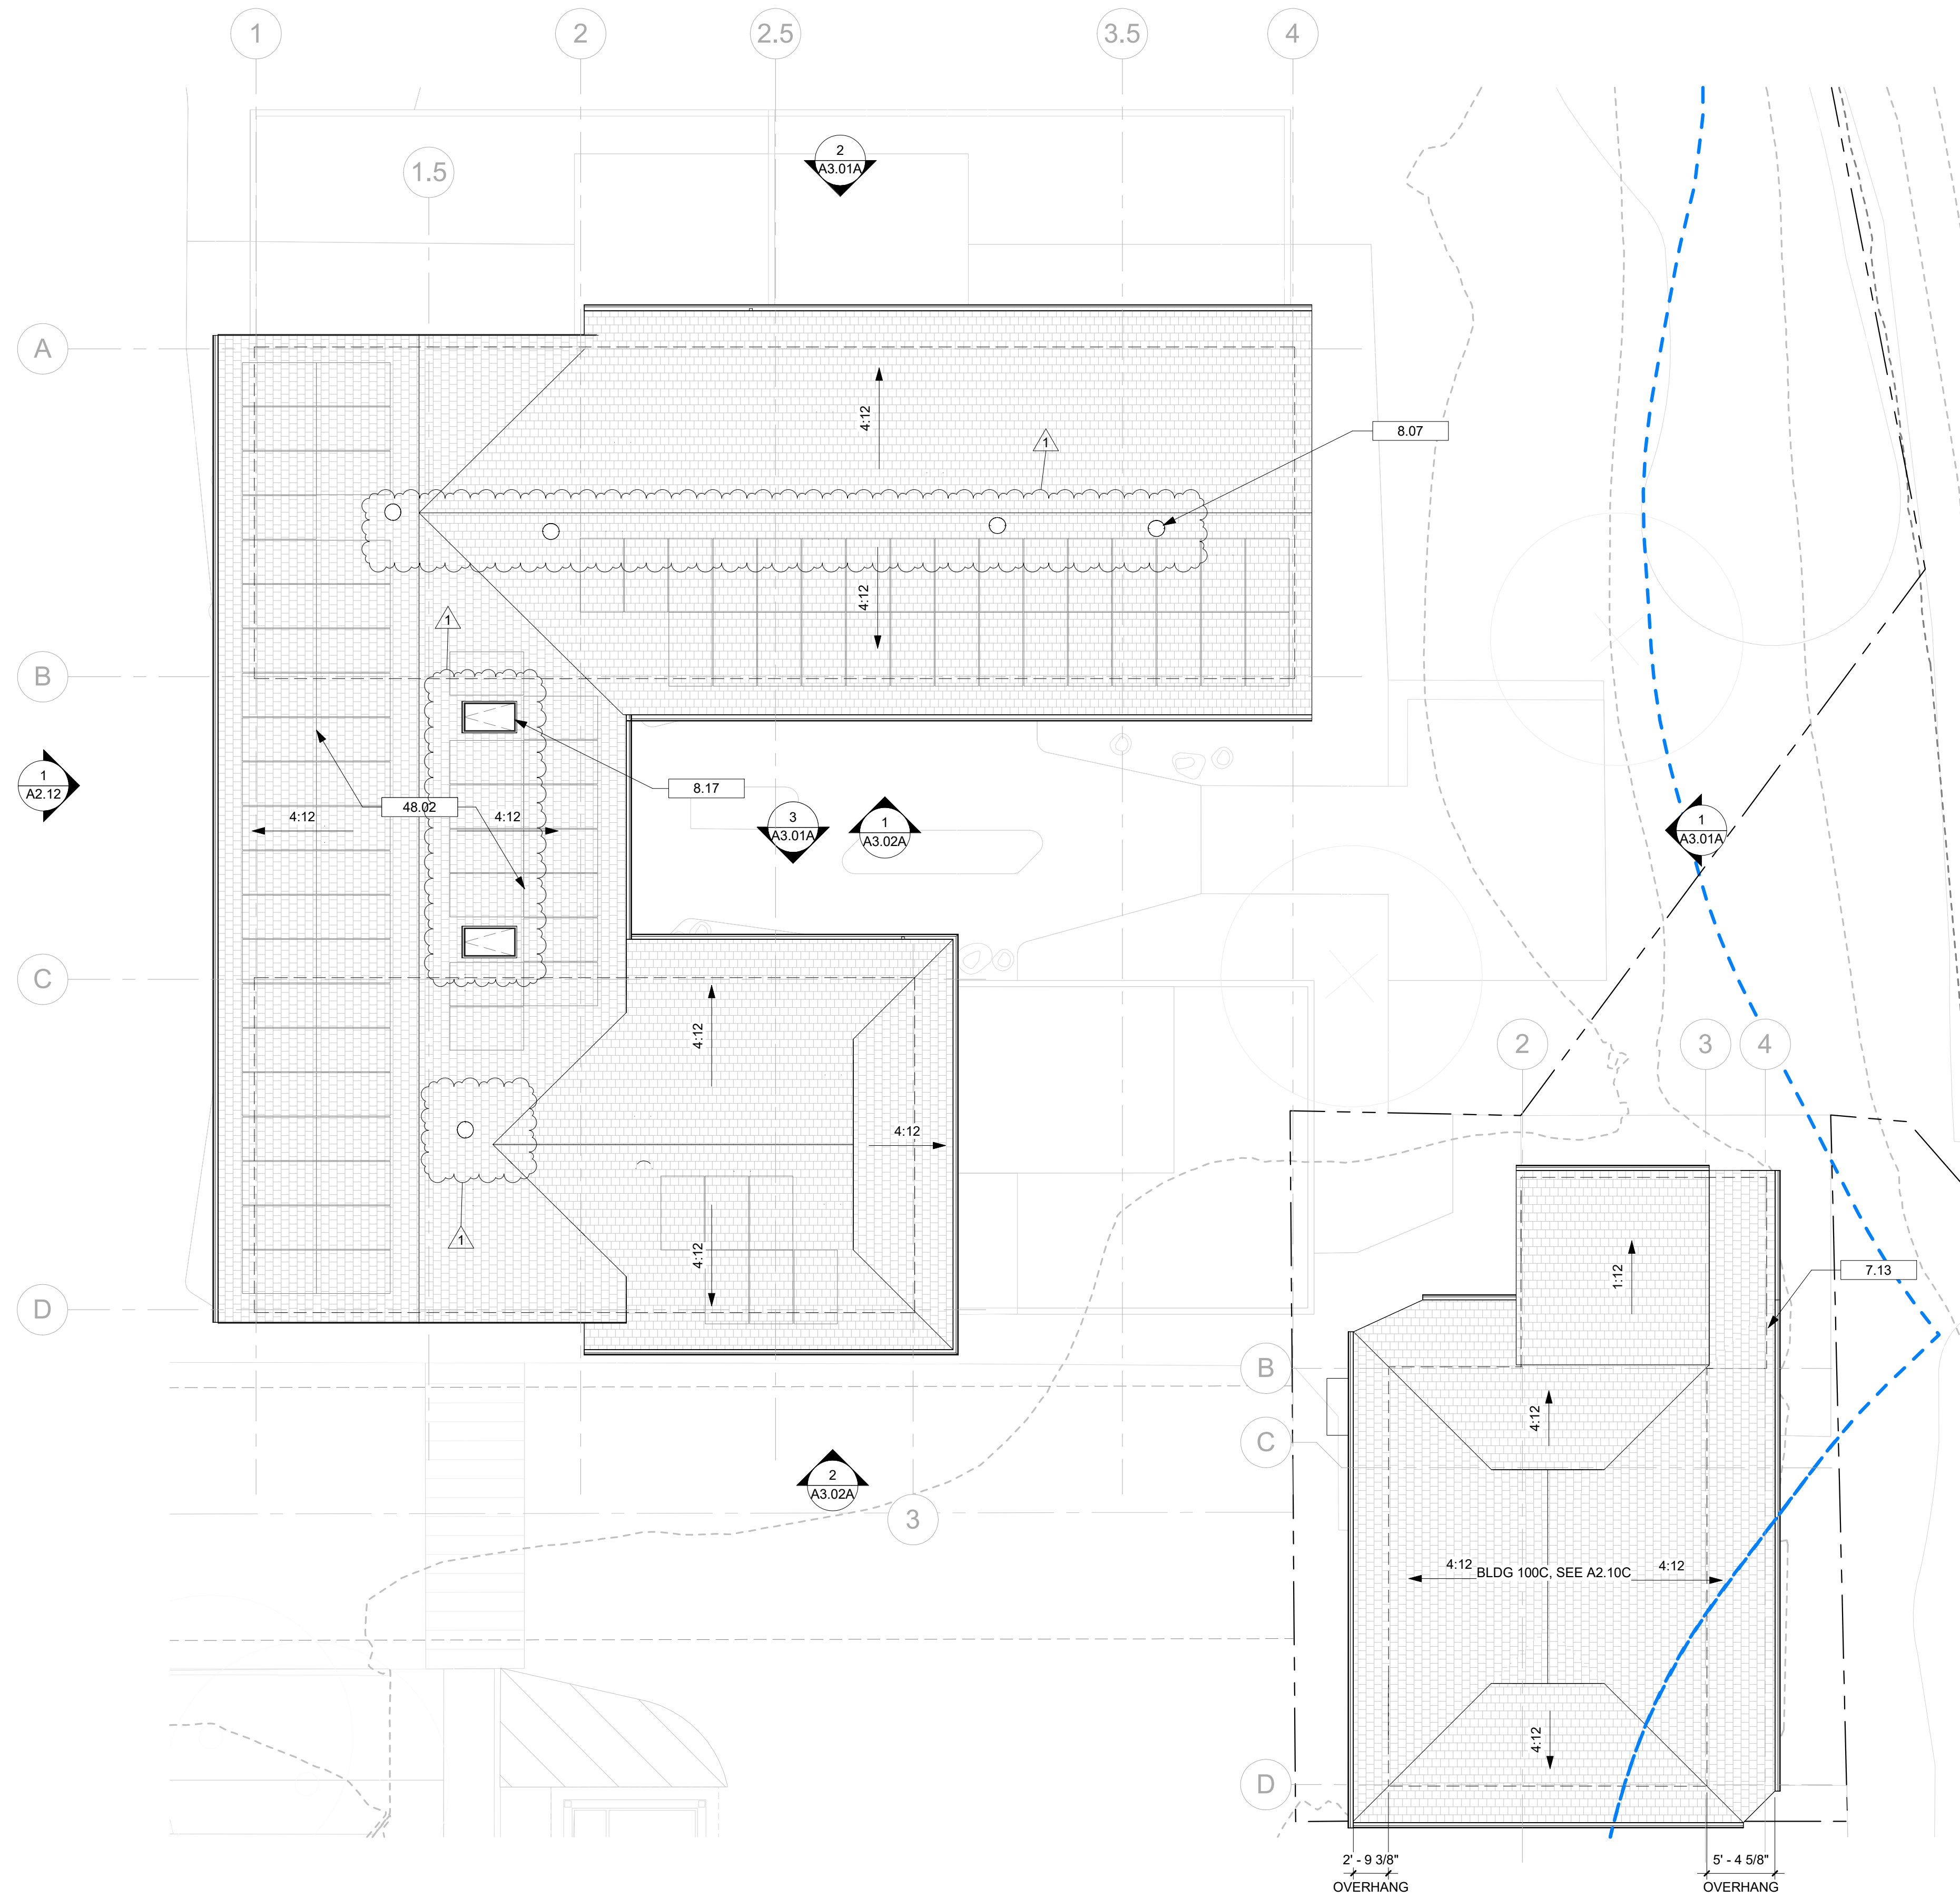 1
2
2.5
3.5
4
1.5
2
A3.01A
A
4:12
1
8.07
4:12
1
B
8.17
1
A2.12
48.02
4:12
4:12
3
A3.01A
1
A3.02A
1
A3.01A
C
4:12
2
3
4
4:12
1
4:12
1:12
7.13
D
B
4:12
C
2
A3.02A
3
4:12
BLDG 100C, SEE A2.10C
4:12
4:12
D
2' - 9 3/8"
OVERHANG
5' - 4 5/8"
OVERHANG